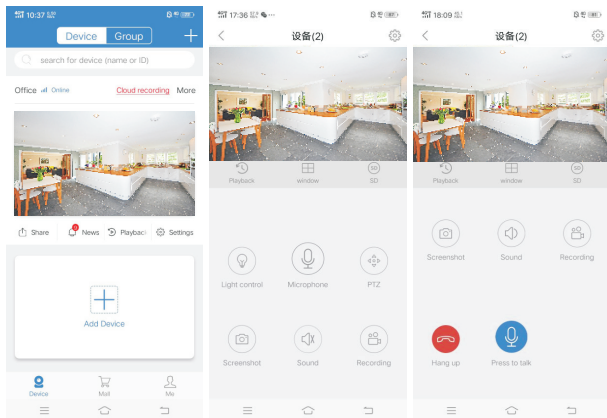 10:37
Device Group
search for device (name or ID)
Office Online Cloud recording More
Share News Playbac Settings
Add Device
Device Mall Me
17:36
设备(2)
Playback window SD
Light control Microphone PTZ
Screenshot Sound Recording
18:09
设备(2)
Playback window SD
Screenshot Sound Recording
Hang up Press to talk